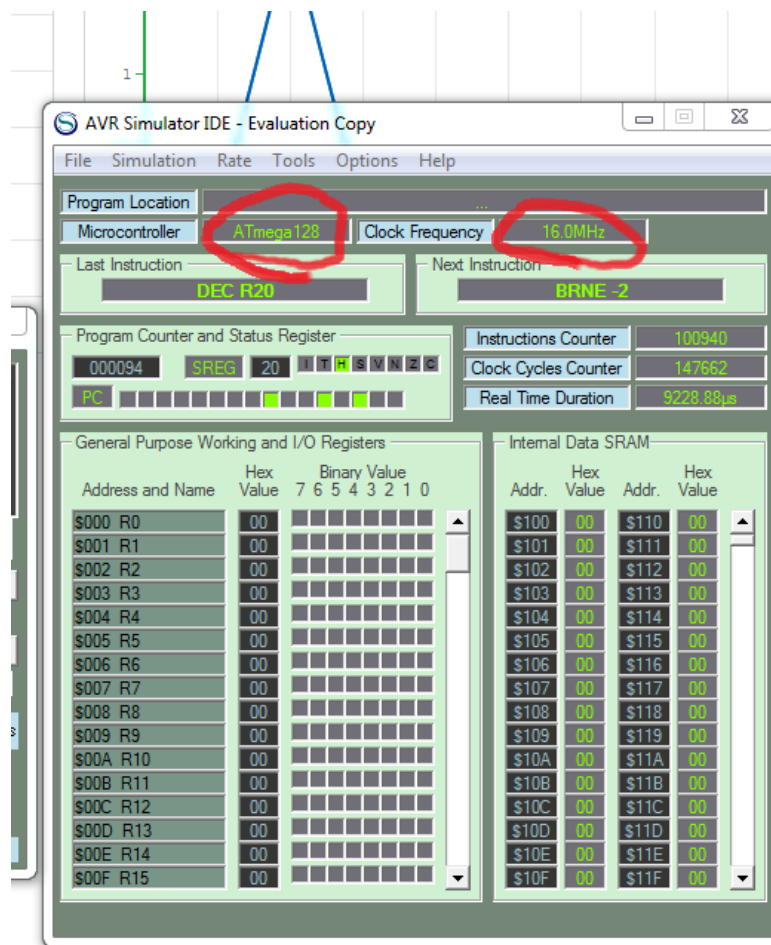 1
AVR Simulator IDE - Evaluation Copy
File Simulation Rate Tools Options Help
Program Location ...
Microcontroller ATmega128 Clock Frequency 16.0MHz
Last Instruction Next Instruction
DEC R20 BRNE -2
Program Counter and Status Register Instructions Counter 100940
000094 SREG 20 I T H S V N Z C Clock Cycles Counter 147662
PC Real Time Duration 9228.88µs
General Purpose Working and I/O Registers Internal Data SRAM
Hex Binary Value Hex Hex
Address and Name Value 7 6 5 4 3 2 1 0 Addr. Value Addr. Value
$000 R0 00 $100 00 $110 00
$001 R1 00 $101 00 $111 00
$002 R2 00 $102 00 $112 00
$003 R3 00 $103 00 $113 00
$004 R4 00 $104 00 $114 00
$005 R5 00 $105 00 $115 00
$006 R6 00 $106 00 $116 00
$007 R7 00 $107 00 $117 00
$008 R8 00 $108 00 $118 00
$009 R9 00 $109 00 $119 00
$00A R10 00 $10A 00 $11A 00
$00B R11 00 $10B 00 $11B 00
$00C R12 00 $10C 00 $11C 00
$00D R13 00 $10D 00 $11D 00
$00E R14 00 $10E 00 $11E 00
$00F R15 00 $10F 00 $11F 00